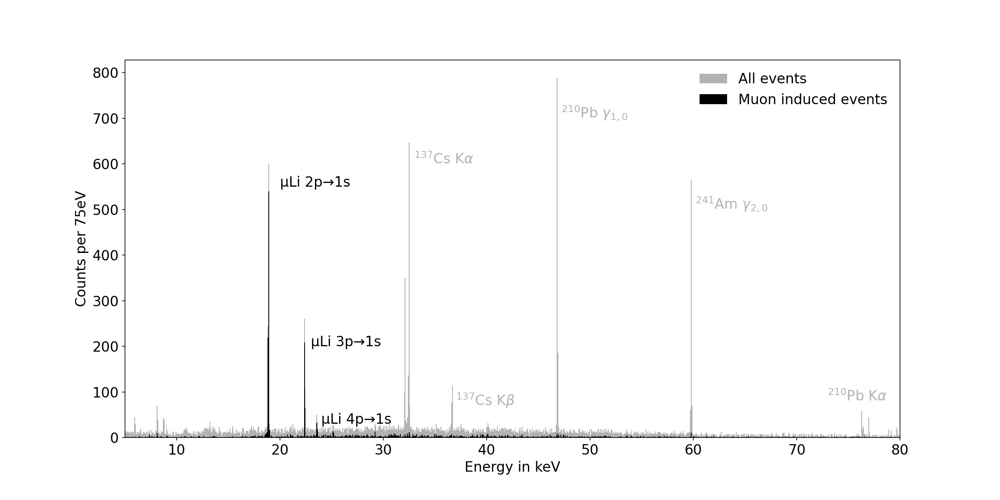 800
700
600
500
400
300
200
100
0
Counts per 75eV
All events
Muon induced events
²¹⁰Pb γ₁,₀
¹³⁷Cs Kα
µLi 2p→1s
²⁴¹Am γ₂,₀
µLi 3p→1s
²¹⁰Pb Kα
¹³⁷Cs Kβ
µLi 4p→1s
10 20 30 40 50 60 70 80
Energy in keV